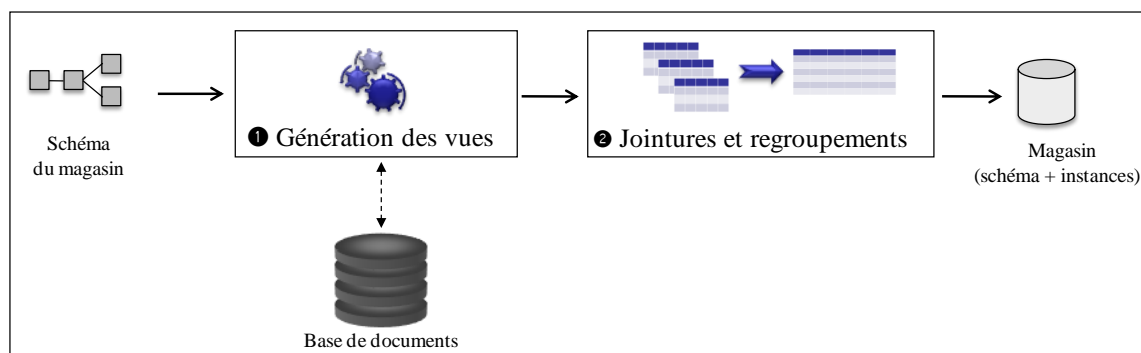 Schéma
du magasin
❶ Génération des vues
❷ Jointures et regroupements
Magasin
(schéma + instances)
Base de documents